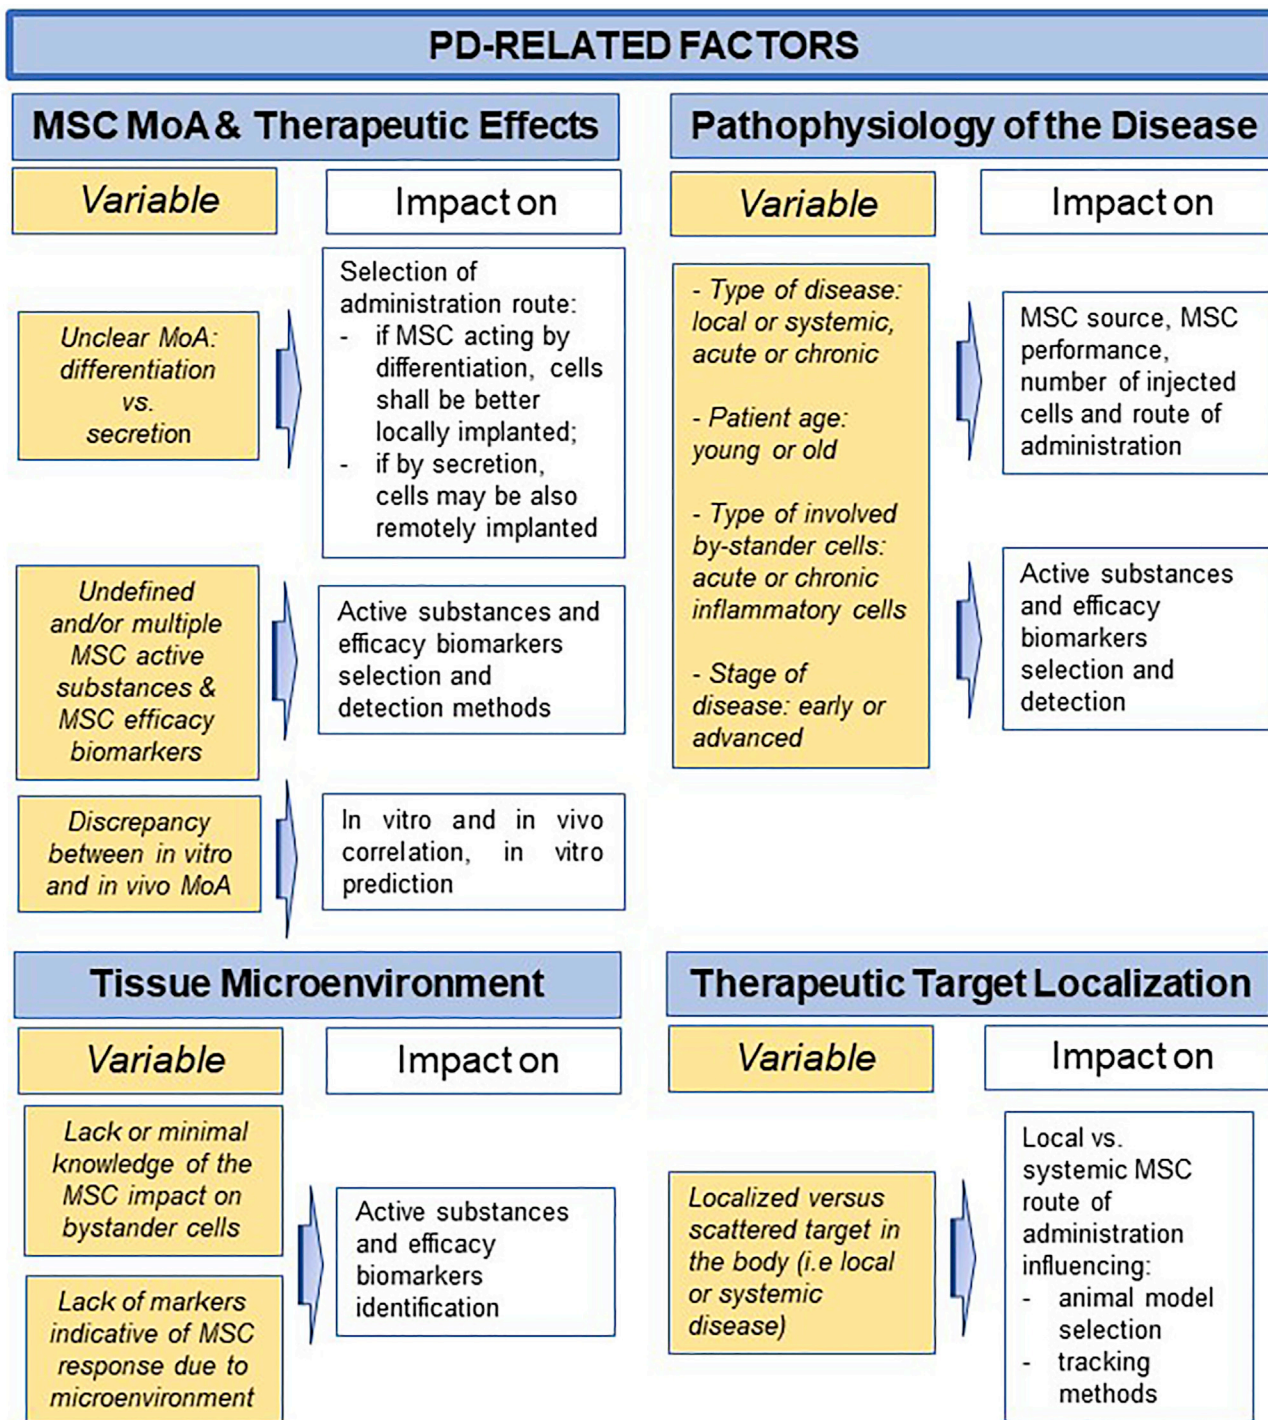 PD-RELATED FACTORS
MSC MoA & Therapeutic Effects
Variable
Impact on
Unclear MoA:
differentiation
vs.
secretion
Selection of
administration route:
- if MSC acting by
differentiation, cells
shall be better
locally implanted;
- if by secretion,
cells may be also
remotely implanted
Undefined
and/or multiple
MSC active
substances &
MSC efficacy
biomarkers
Active substances and
efficacy biomarkers
selection and
detection methods
Discrepancy
between in vitro
and in vivo MoA
In vitro and in vivo
correlation, in vitro
prediction
Pathophysiology of the Disease
Variable
Impact on
- Type of disease:
local or systemic,
acute or chronic
- Patient age:
young or old
- Type of involved
by-stander cells:
acute or chronic
inflammatory cells
- Stage of
disease: early or
advanced
MSC source, MSC
performance,
number of injected
cells and route of
administration
Active substances
and efficacy
biomarkers
selection and
detection
Tissue Microenvironment
Variable
Impact on
Lack or minimal
knowledge of the
MSC impact on
bystander cells
Lack of markers
indicative of MSC
response due to
microenvironment
Active substances
and efficacy
biomarkers
identification
Therapeutic Target Localization
Variable
Impact on
Localized versus
scattered target in
the body (i.e local
or systemic
disease)
Local vs.
systemic MSC
route of
administration
influencing:
- animal model
selection
- tracking
methods